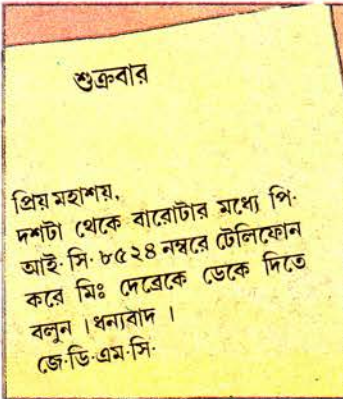 শুক্রবার
প্রিয় মহাশয়,
দশটা থেকে বারোটার মধ্যে পি·
আই· সি· ৮৫২৪ নম্বরে টেলিফোন
করে মিঃ দেব্রেকে ডেকে দিতে
বলুন । ধন্যবাদ ।
জে·ডি·এম·সি·